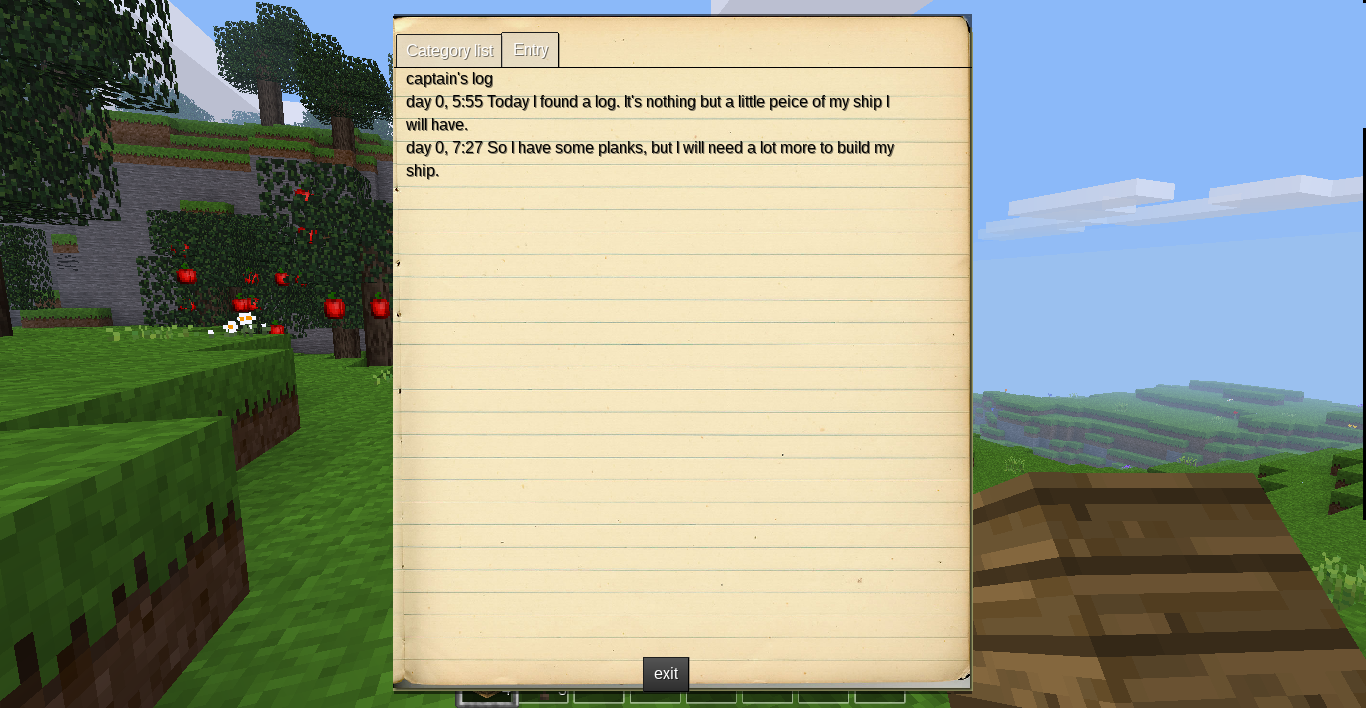 Category list
Entry
captain's log
day 0, 5:55 Today I found a log. It's nothing but a little peice of my ship I
will have.
day 0, 7:27 So I have some planks, but I will need a lot more to build my
ship.
exit